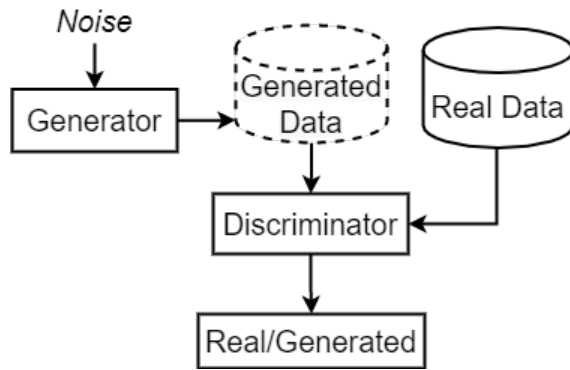 Noise
Generator
Generated
Data
Real Data
Discriminator
Real/Generated